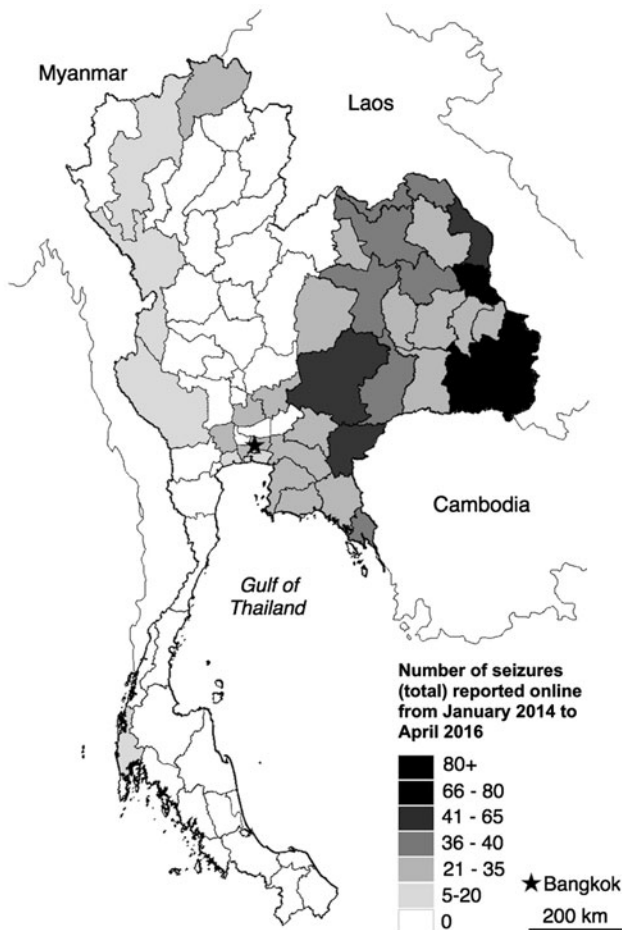 Myanmar
Laos
Cambodia
Gulf of
Thailand
Number of seizures
(total) reported online
from January 2014 to
April 2016
80+
66 - 80
41 - 65
36 - 40
21 - 35
5-20
0
★Bangkok
200 km